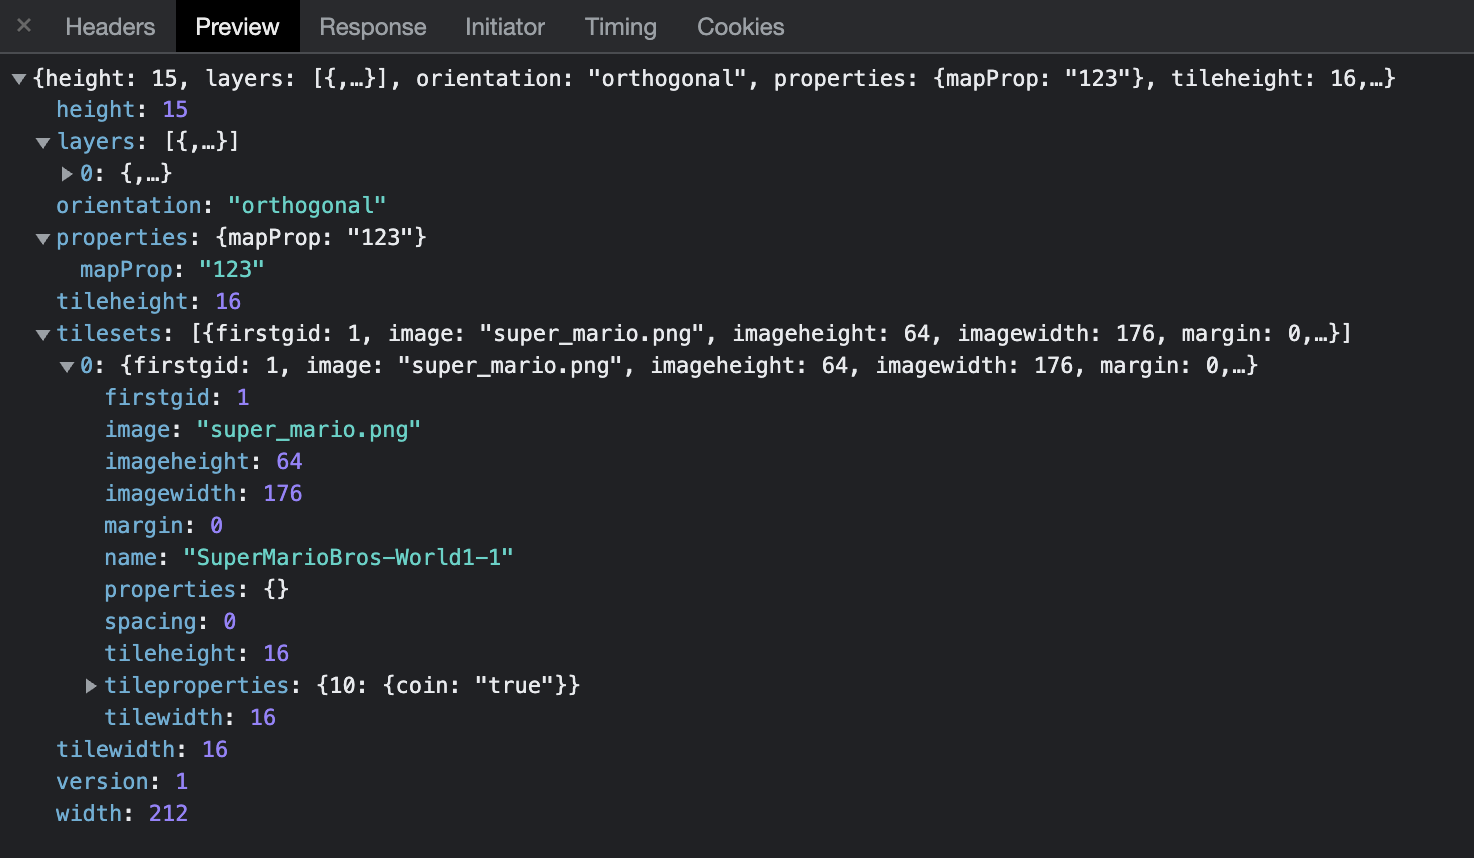 × Headers Preview Response Initiator Timing Cookies
▼{height: 15, layers: [{,…}], orientation: "orthogonal", properties: {mapProp: "123"}, tileheight: 16,…}
height: 15
▼layers: [{,…}]
▶0: {,…}
orientation: "orthogonal"
▼properties: {mapProp: "123"}
mapProp: "123"
tileheight: 16
▼tilesets: [{firstgid: 1, image: "super_mario.png", imageheight: 64, imagewidth: 176, margin: 0,…}]
▼0: {firstgid: 1, image: "super_mario.png", imageheight: 64, imagewidth: 176, margin: 0,…}
firstgid: 1
image: "super_mario.png"
imageheight: 64
imagewidth: 176
margin: 0
name: "SuperMarioBros-World1-1"
properties: {}
spacing: 0
tileheight: 16
▶tileproperties: {10: {coin: "true"}}
tilewidth: 16
tilewidth: 16
version: 1
width: 212